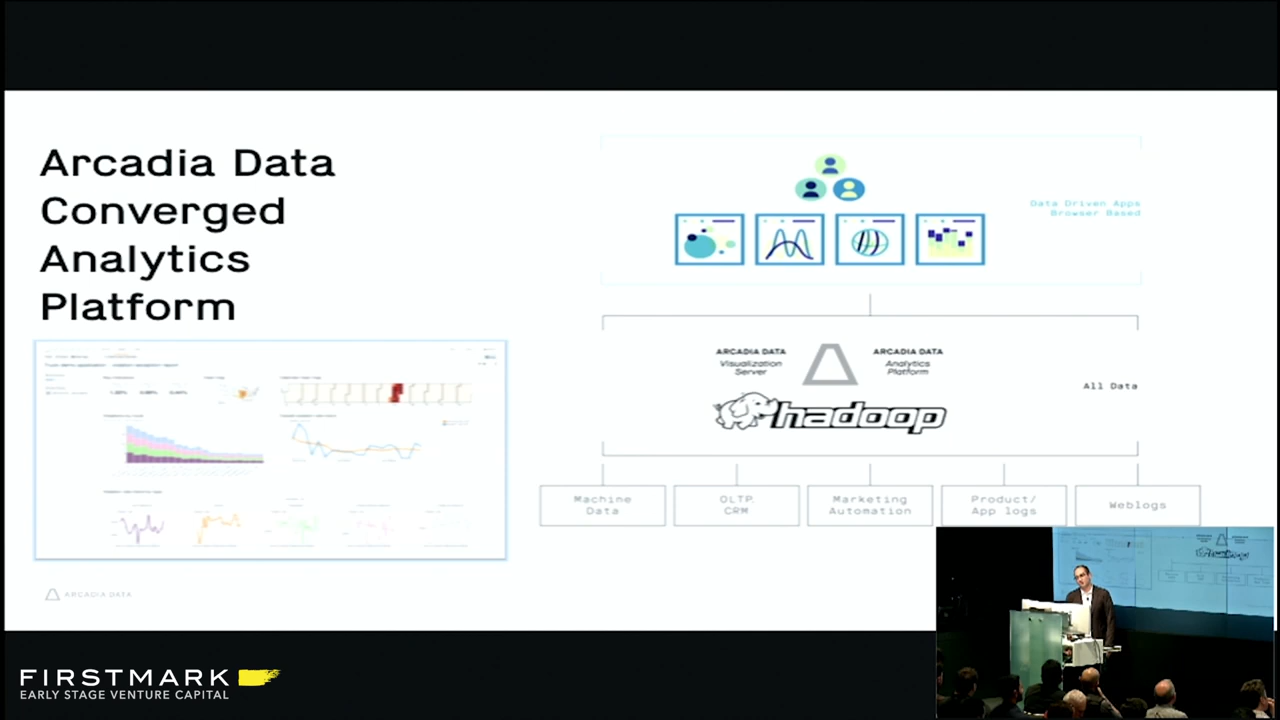 Arcadia Data
Converged
Analytics
Platform
Data Driven Apps
Browser Based
ARCADIA DATA
Visualization
Server
ARCADIA DATA
Analytics
Platform
All Data
hadoop
Machine
Data
OLTP.
CRM
Marketing
Automation
Product/
App logs
Weblogs
ARCADIA DATA
FIRSTMARK
EARLY STAGE VENTURE CAPITAL